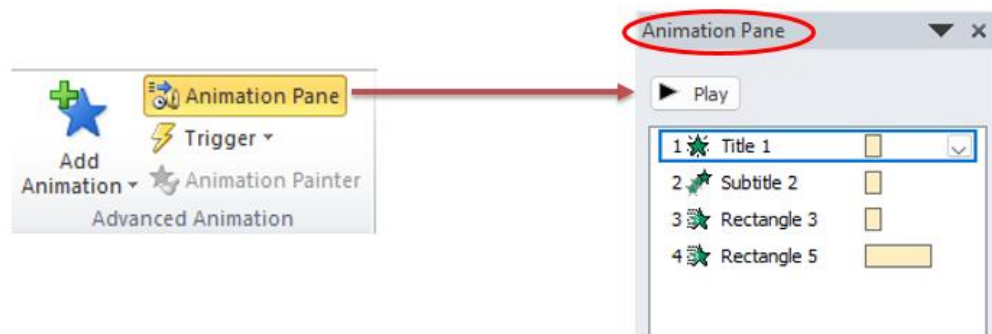 Animation Pane
Trigger
Add
Animation
Animation Painter
Advanced Animation
Animation Pane
Play
1 Title 1
2 Subtitle 2
3 Rectangle 3
4 Rectangle 5